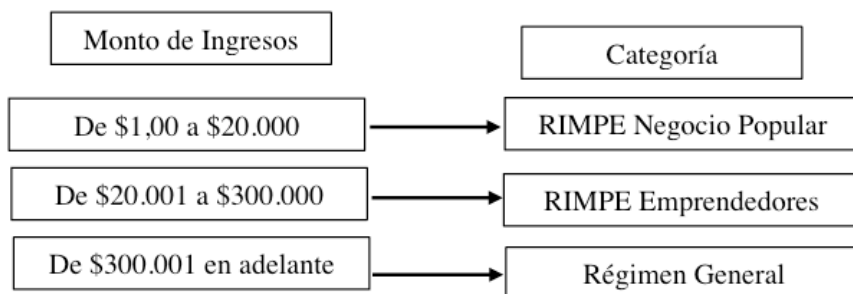 Monto de Ingresos
Categoría
De $1,00 a $20.000
RIMPE Negocio Popular
De $20.001 a $300.000
RIMPE Emprendedores
De $300.001 en adelante
Régimen General